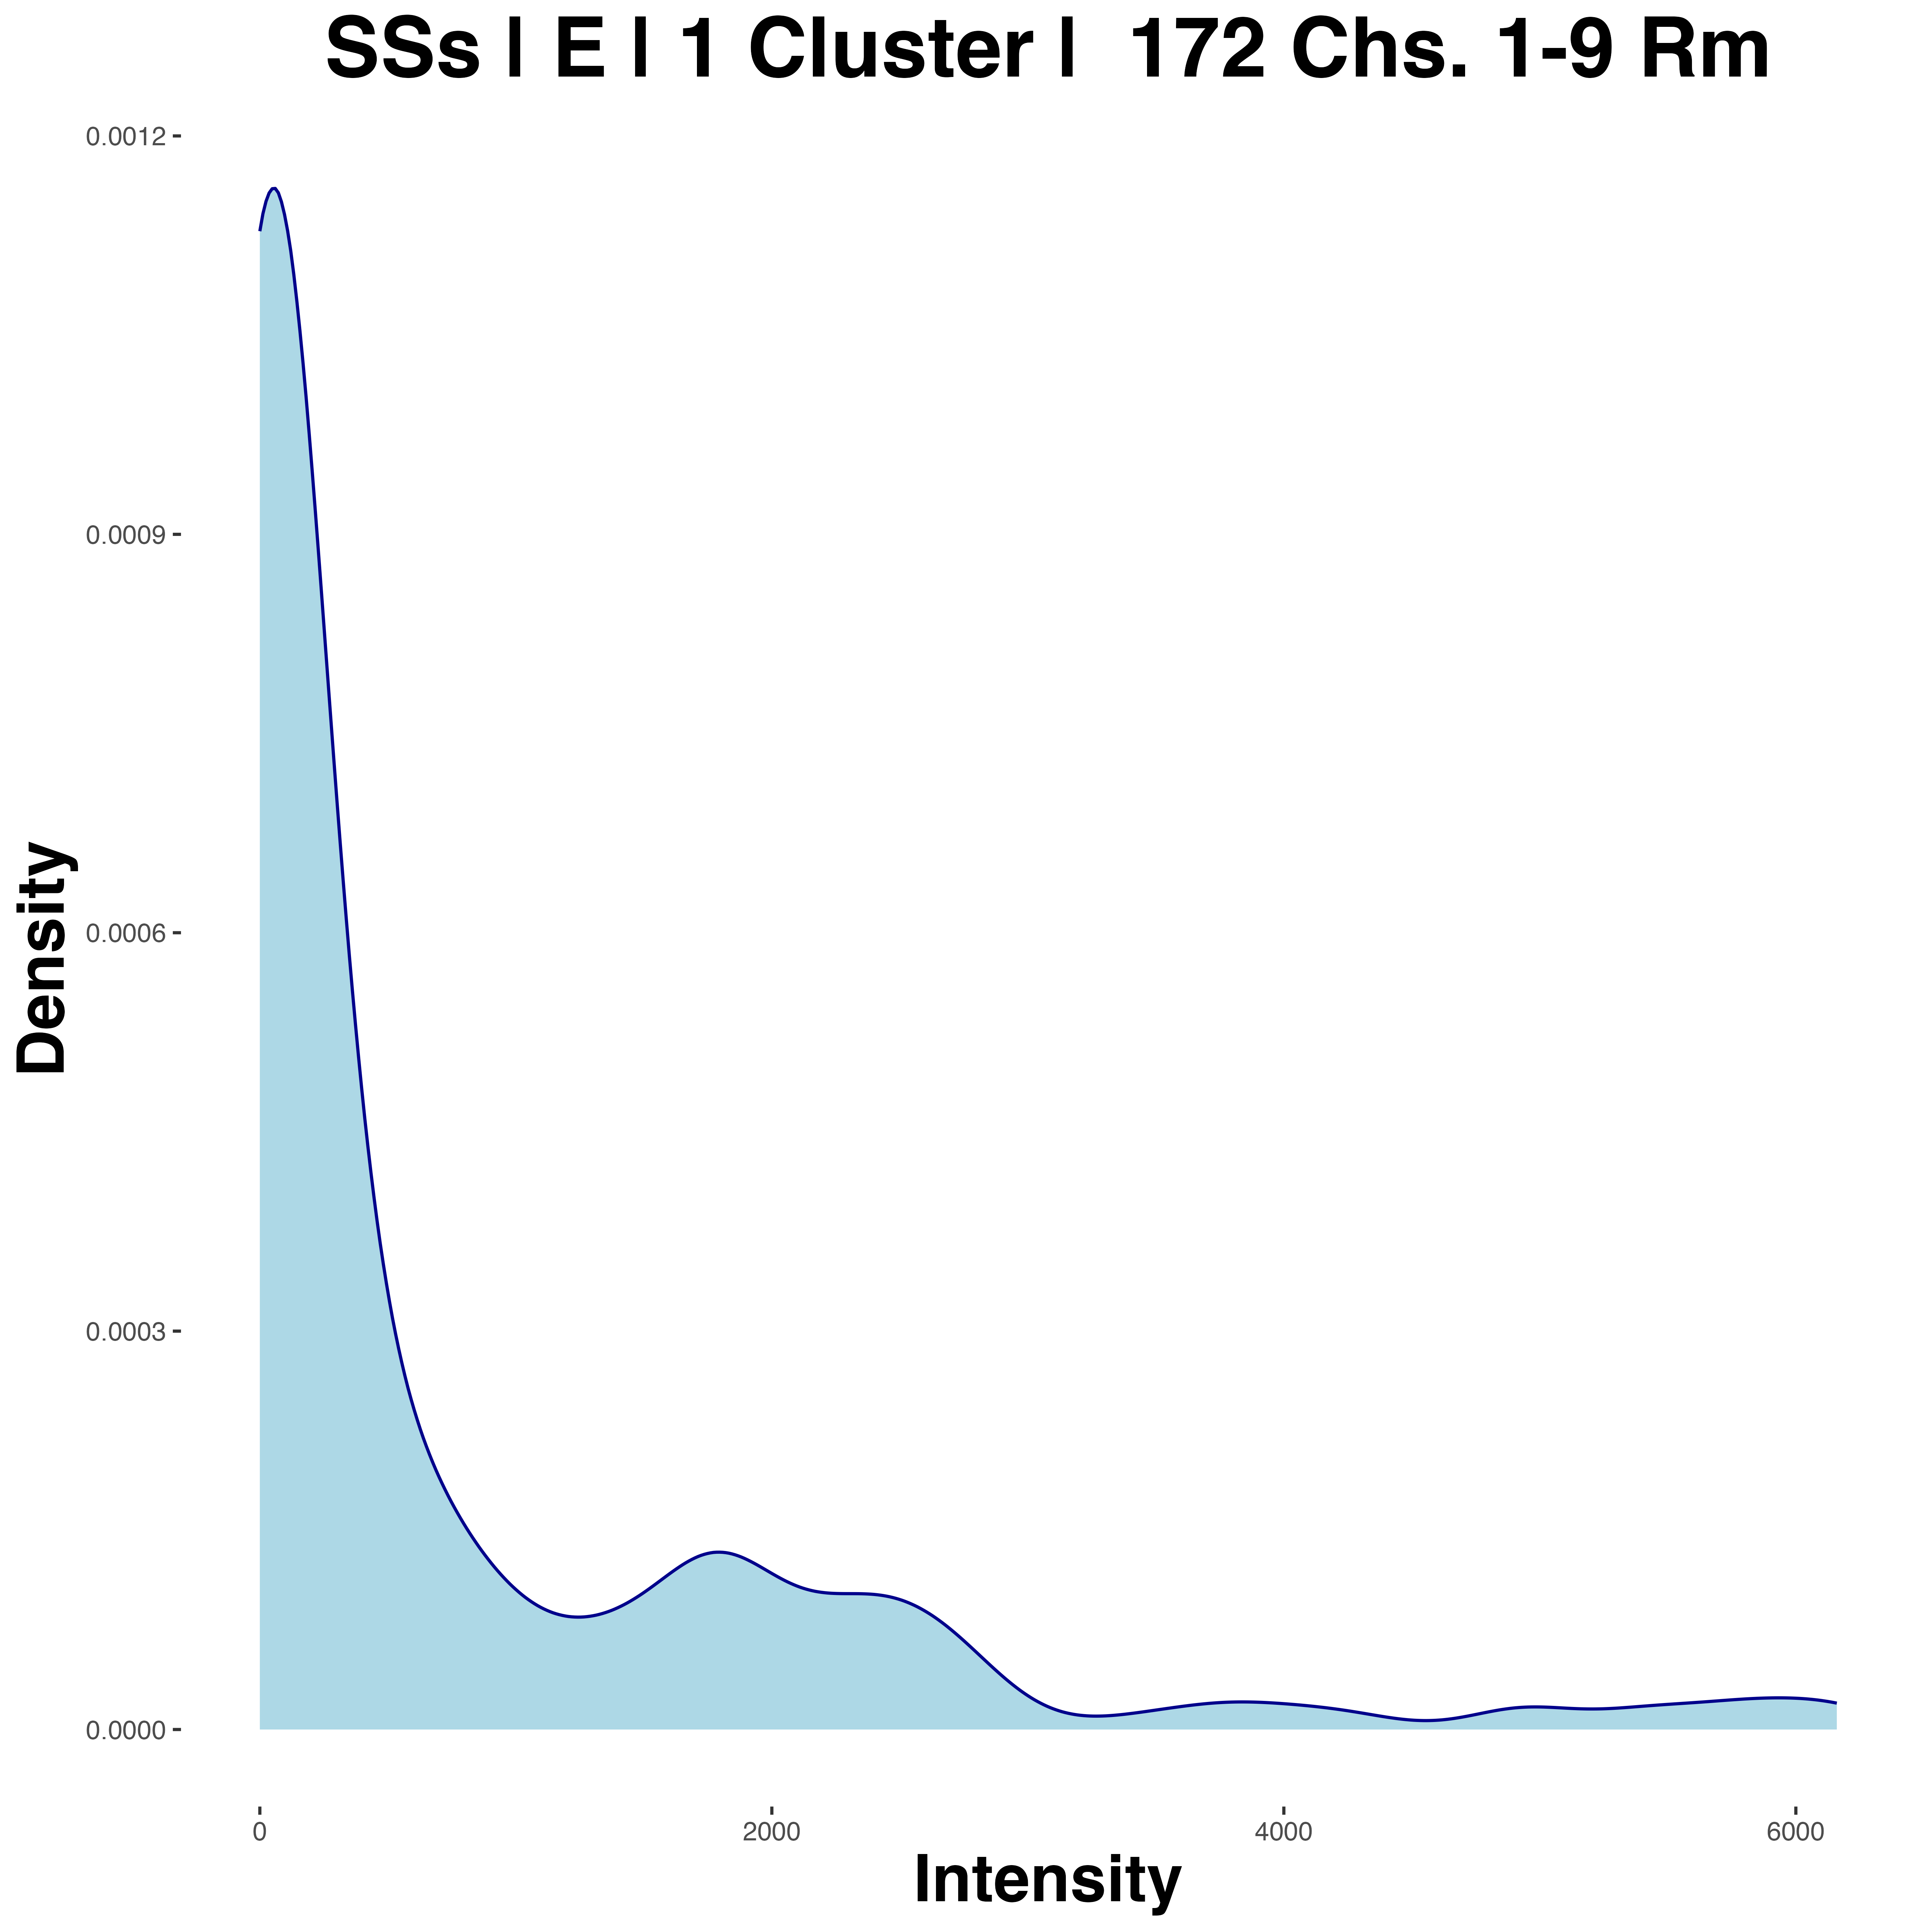 SSs | E | 1 Cluster |  172 Chs. 1-9 Rm
0.0012
0.0009
0.0006
0.0003
0.0000
Density
0 2000 4000 6000
Intensity